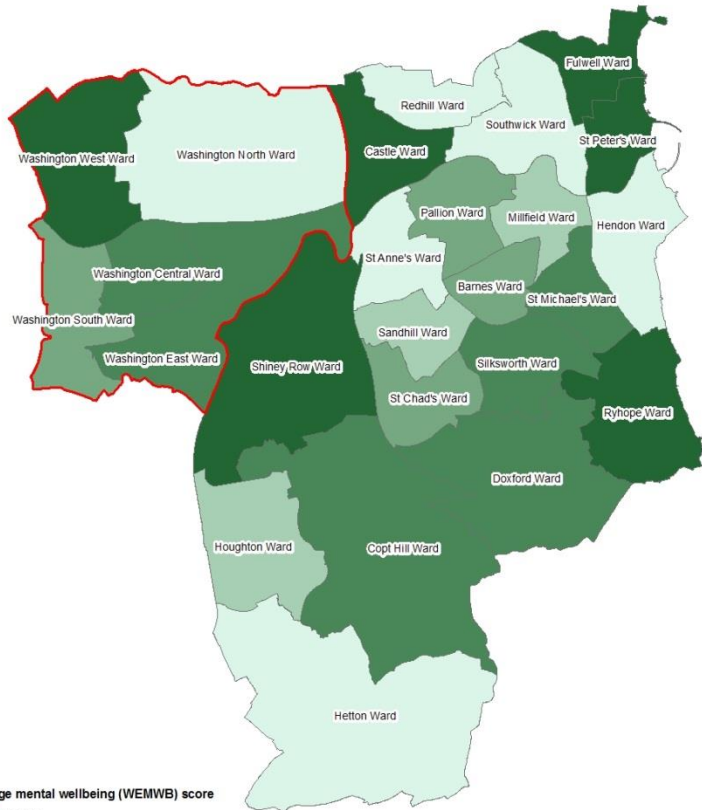 Fulwell Ward
Redhill Ward
Southwick Ward
St Peter's Ward
Castle Ward
Washington West Ward
Washington North Ward
Pallion Ward
Millfield Ward
Hendon Ward
St Anne's Ward
Washington Central Ward
Barnes Ward
St Michael's Ward
Washington South Ward
Sandhill Ward
Washington East Ward
Shiney Row Ward
Silksworth Ward
St Chad's Ward
Ryhope Ward
Doxford Ward
Houghton Ward
Copt Hill Ward
Hetton Ward
ge mental wellbeing (WEMWB) score